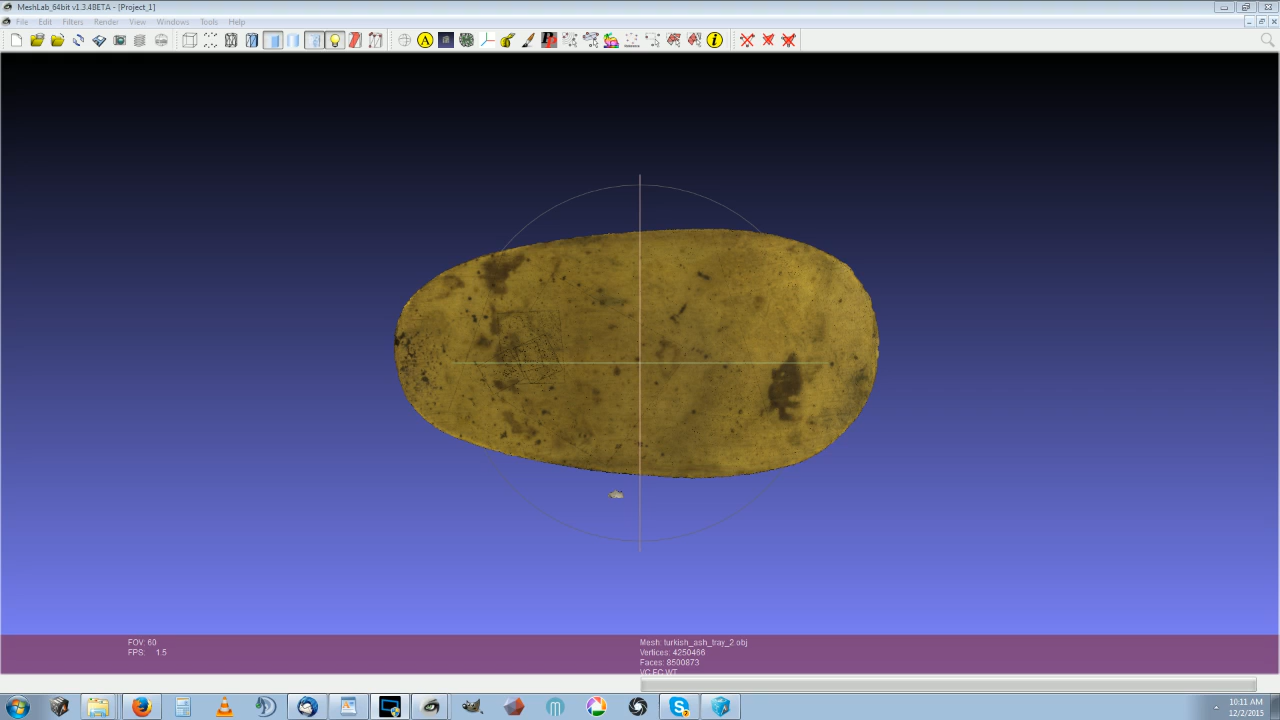 MeshLab_64bit v1.3.4BETA - [Project_1]
File Edit Filters Render View Windows Tools Help
A
i
FOV: 60
FPS: 1.5
Mesh: turkish_ash_tray_2.obj
Vertices: 4250466
Faces: 8500873
VC FC WT
10:11 AM
12/2/2015